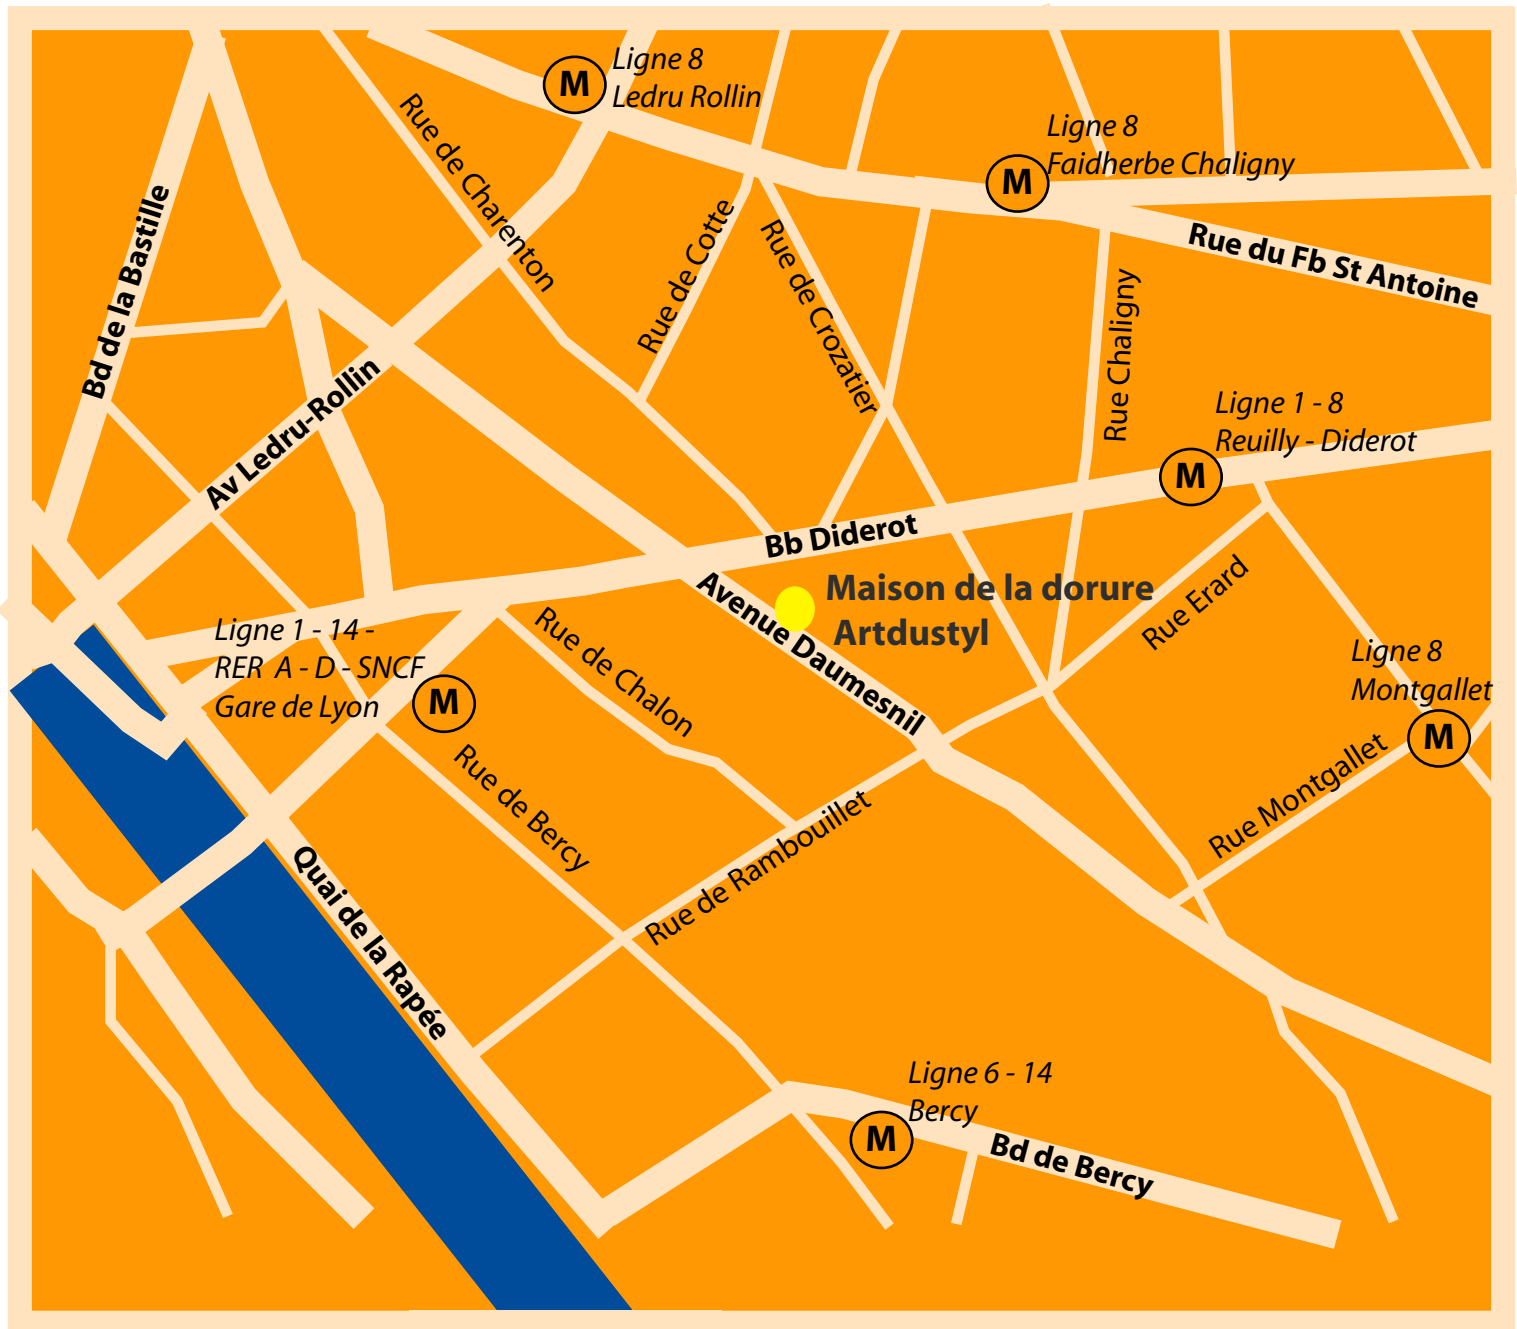 Ligne 8
Ledru Rollin
M
Ligne 8
Faidherbe Chaligny
M
Rue de Charenton
Rue de Cotte
Rue de Crozatier
Rue du Fb St Antoine
Bd de la Bastille
Rue Chaligny
Av Ledru-Rollin
Ligne 1 - 8
Reuilly - Diderot
M
Bb Diderot
Maison de la dorure
Artdustyl
Avenue Daumesnil
Rue Erard
Ligne 1 - 14 -
RER A - D - SNCF
Gare de Lyon
M
Rue de Chalon
Ligne 8
Montgallet
M
Rue de Bercy
Rue Montgallet
Rue de Rambouillet
Quai de la Rapée
Ligne 6 - 14
Bercy
M
Bd de Bercy